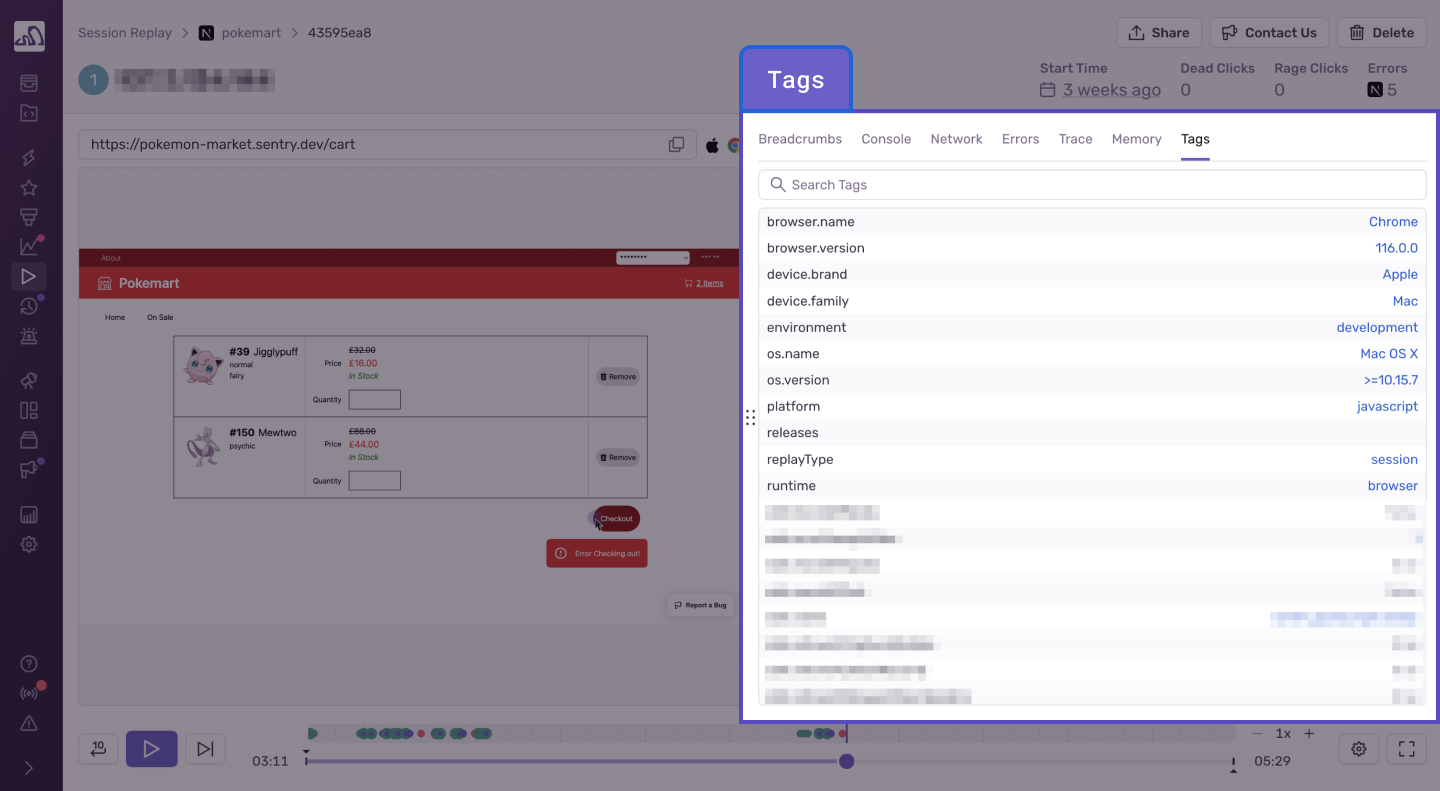 Session Replay > pokemart > 43595ea8
Share
Contact Us
Delete
1
Start Time
3 weeks ago
Dead Clicks
0
Rage Clicks
0
Errors
N 5
Tags
https://pokemon-market.sentry.dev/cart
Breadcrumbs Console Network Errors Trace Memory Tags
Search Tags
browser.name Chrome
browser.version 116.0.0
device.brand Apple
device.family Mac
environment development
os.name Mac OS X
os.version >=10.15.7
platform javascript
releases
replayType session
runtime browser
About
Pokemart
2 items
Home On Sale
#39 Jigglypuff
normal
fairy
£32.00
Price £16.00
In Stock
Quantity
Remove
#150 Mewtwo
psychic
£88.00
Price £44.00
In Stock
Quantity
Remove
Checkout
Error Checking out!
Report a Bug
10
03:11
05:29
− 1x +